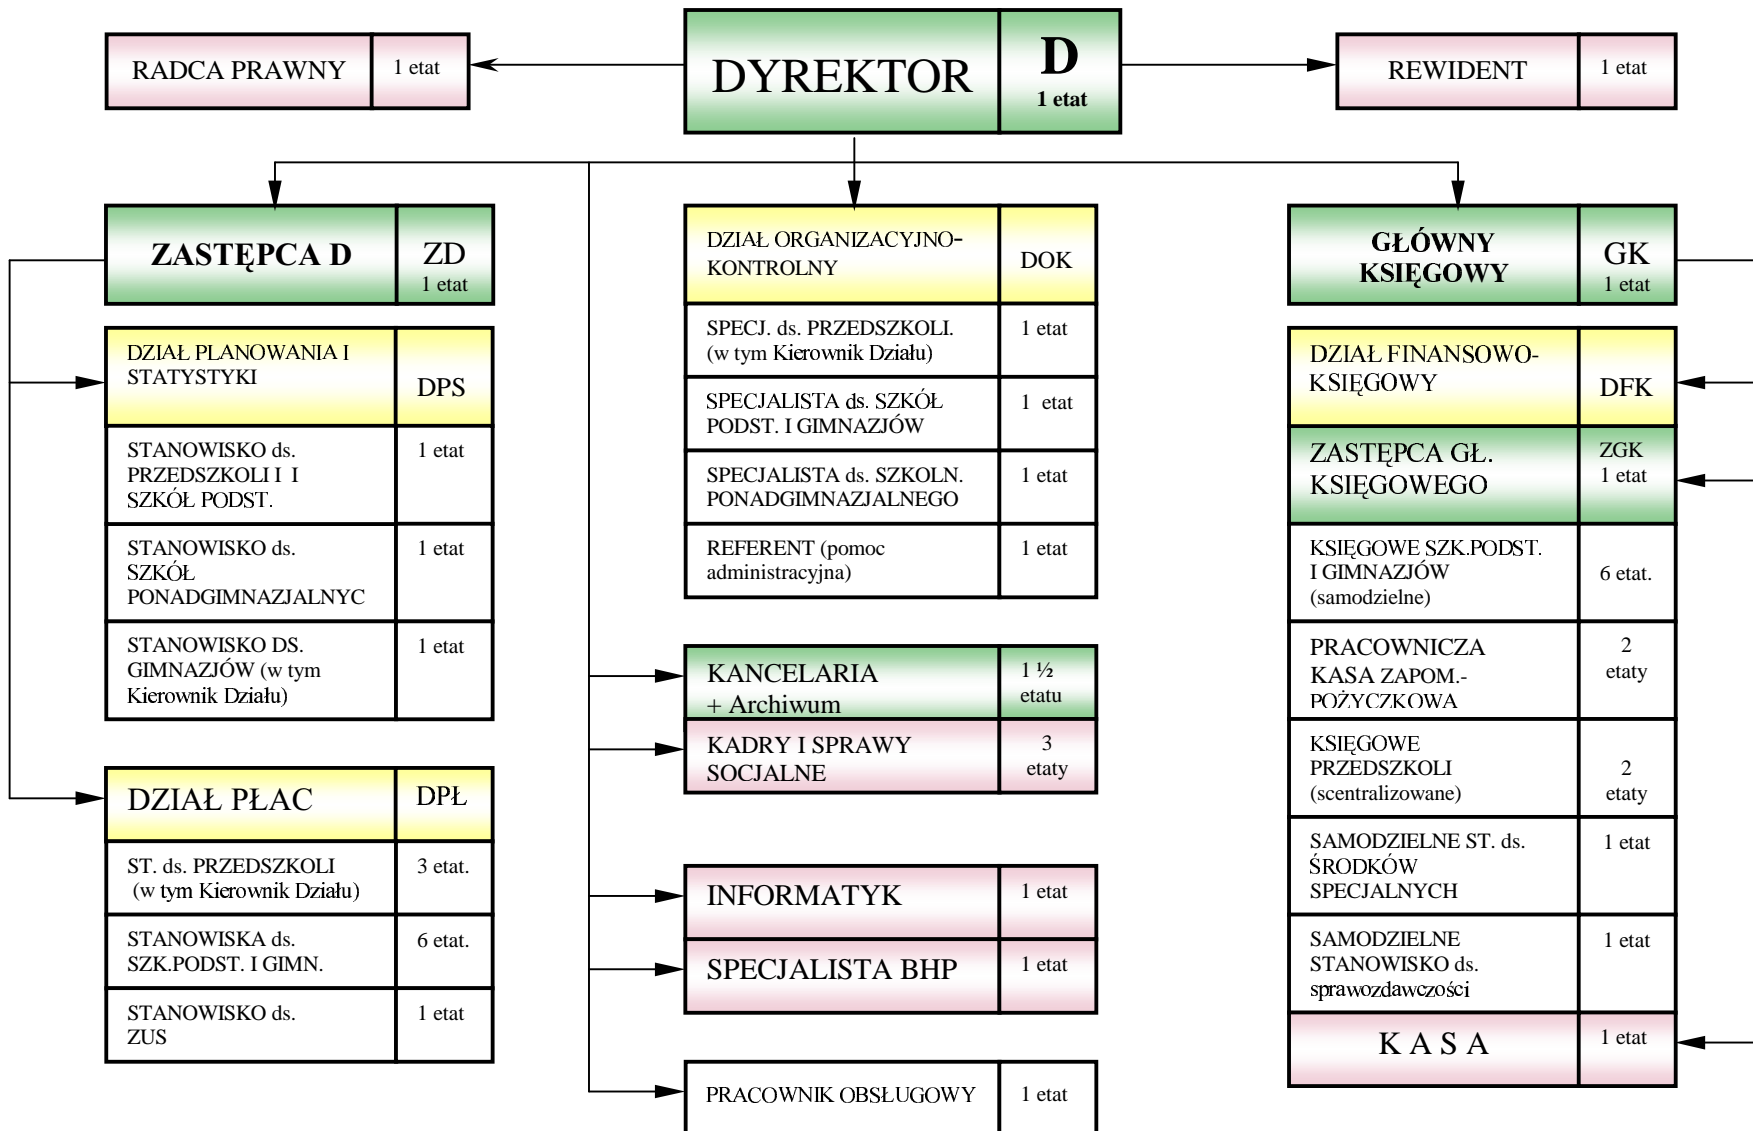 RADCA PRAWNY
1 etat
DYREKTOR
D
1 etat
REWIDENT
1 etat
ZASTĘPCA D
ZD
1 etat
DZIAŁ PLANOWANIA I
STATYSTYKI
DPS
STANOWISKO ds.
PRZEDSZKOLI I I
SZKÓŁ PODST.
1 etat
STANOWISKO ds.
SZKÓŁ
PONADGIMNAZJALNYC
1 etat
STANOWISKO DS.
GIMNAZJÓW (w tym
Kierownik Działu)
1 etat
DZIAŁ PŁAC
DPŁ
ST. ds. PRZEDSZKOLI
(w tym Kierownik Działu)
3 etat.
STANOWISKA ds.
SZK.PODST. I GIMN.
6 etat.
STANOWISKO ds.
ZUS
1 etat
DZIAŁ ORGANIZACYJNO-
KONTROLNY
DOK
SPECJ. ds. PRZEDSZKOLI.
(w tym Kierownik Działu)
1 etat
SPECJALISTA ds. SZKÓŁ
PODST. I GIMNAZJÓW
1 etat
SPECJALISTA ds. SZKOLN.
PONADGIMNAZJALNEGO
1 etat
REFERENT (pomoc
administracyjna)
1 etat
KANCELARIA
+ Archiwum
1 ½
etatu
KADRY I SPRAWY
SOCJALNE
3
etaty
INFORMATYK
1 etat
SPECJALISTA BHP
1 etat
PRACOWNIK OBSŁUGOWY
1 etat
GŁÓWNY
KSIĘGOWY
GK
1 etat
DZIAŁ FINANSOWO-
KSIĘGOWY
DFK
ZASTĘPCA GŁ.
KSIĘGOWEGO
ZGK
1 etat
KSIĘGOWE SZK.PODST.
I GIMNAZJÓW
(samodzielne)
6 etat.
PRACOWNICZA
KASA ZAPOM.-
POŻYCZKOWA
2
etaty
KSIĘGOWE
PRZEDSZKOLI
(scentralizowane)
2
etaty
SAMODZIELNE ST. ds.
ŚRODKÓW
SPECJALNYCH
1 etat
SAMODZIELNE
STANOWISKO ds.
sprawozdawczości
1 etat
K A S A
1 etat